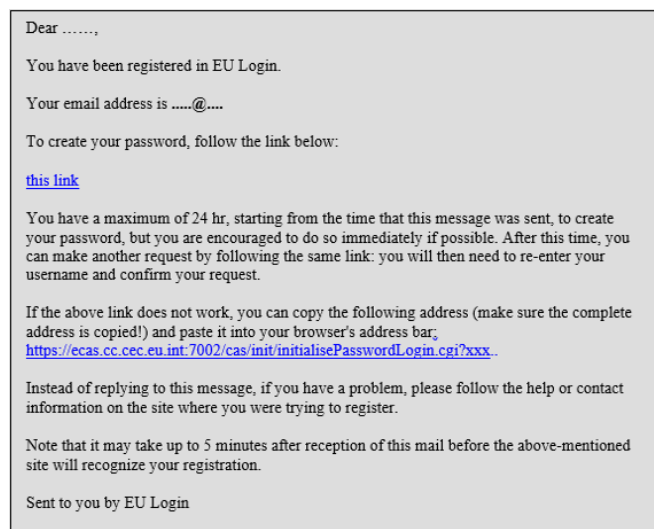 Dear ……,
You have been registered in EU Login.
Your email address is .....@....
To create your password, follow the link below:
this link
You have a maximum of 24 hr, starting from the time that this message was sent, to create
your password, but you are encouraged to do so immediately if possible. After this time, you
can make another request by following the same link: you will then need to re-enter your
username and confirm your request.
If the above link does not work, you can copy the following address (make sure the complete
address is copied!) and paste it into your browser's address bar:
https://ecas.cc.cec.eu.int:7002/cas/init/initialisePasswordLogin.cgi?xxx..
Instead of replying to this message, if you have a problem, please follow the help or contact
information on the site where you were trying to register.
Note that it may take up to 5 minutes after reception of this mail before the above-mentioned
site will recognize your registration.
Sent to you by EU Login